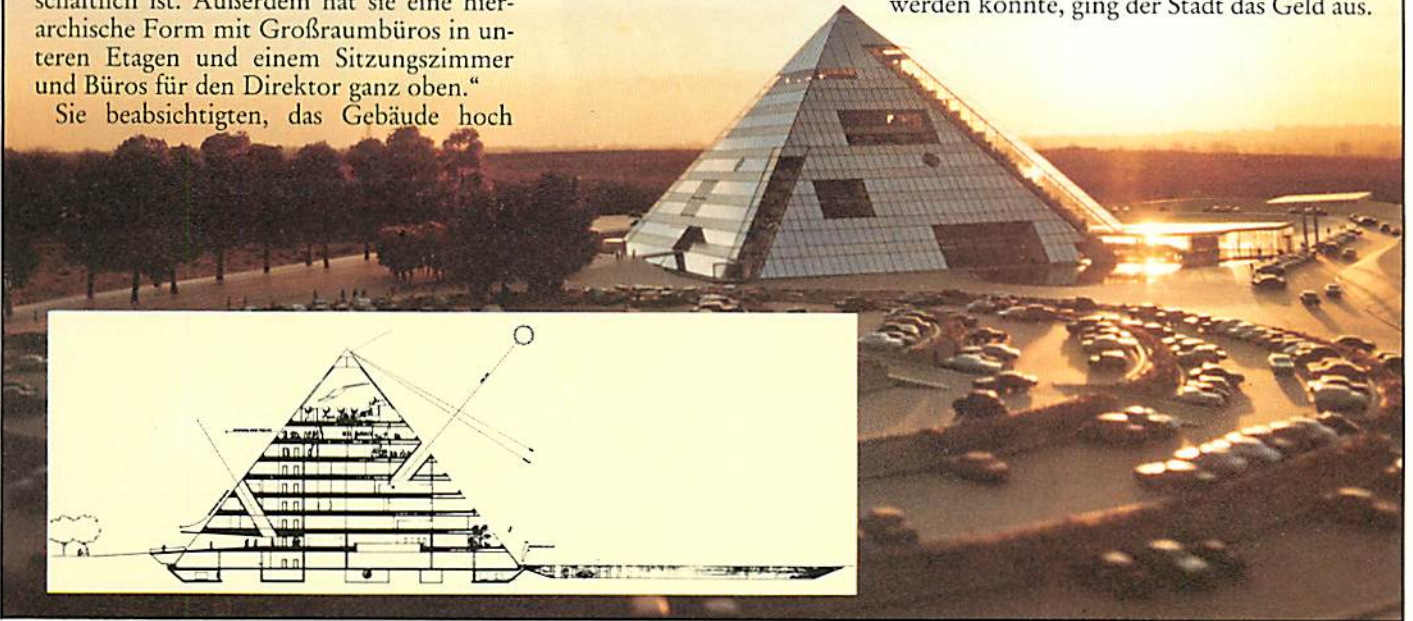 schaftlich ist. Außerdem hat sie eine hier-
archische Form mit Großraumbüros in un-
teren Etagen und einem Sitzungszimmer
und Büros für den Direktor ganz oben.“
Sie beabsichtigten, das Gebäude hoch
werden konnte, ging der Stadt das Geld aus.